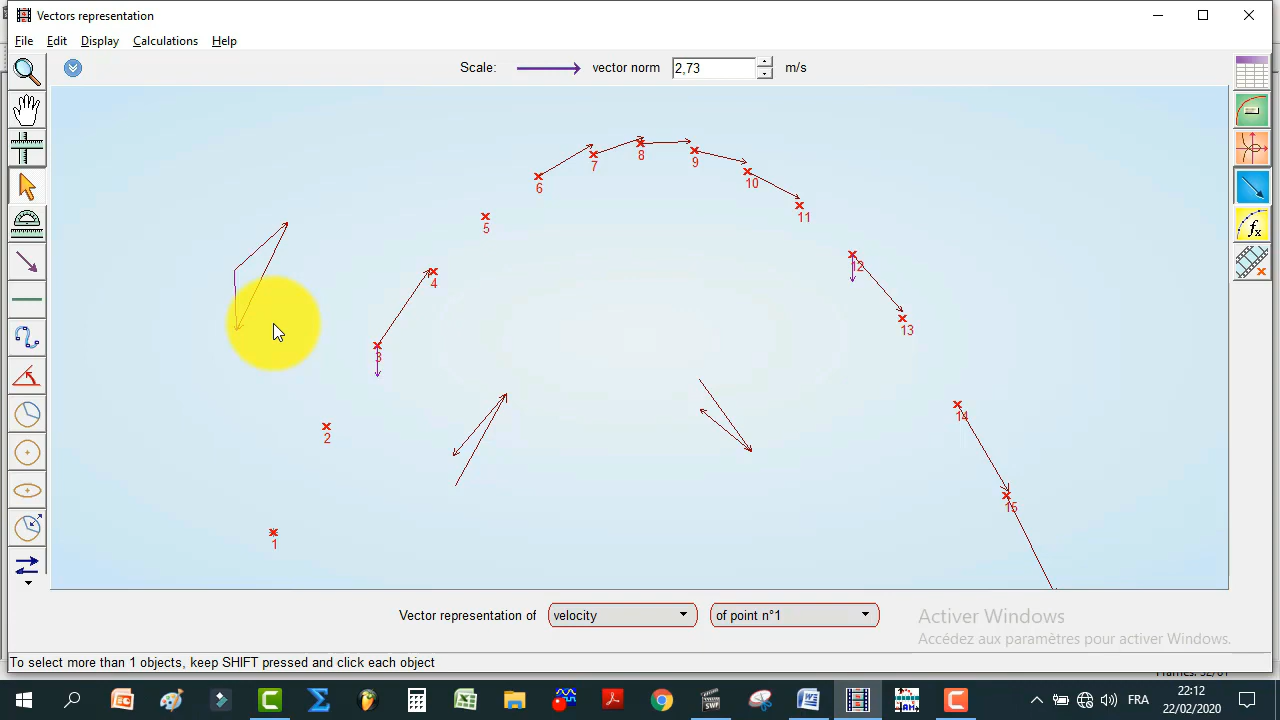 Vectors representation
File Edit Display Calculations Help
Scale: vector norm 2,73 m/s
8
7
9
10
6
11
5
12
4
13
3
14
2
15
1
Vector representation of velocity of point n°1
Activer Windows
Accédez aux paramètres pour activer Windows.
To select more than 1 objects, keep SHIFT pressed and click each object
FRA
22:12
22/02/2020